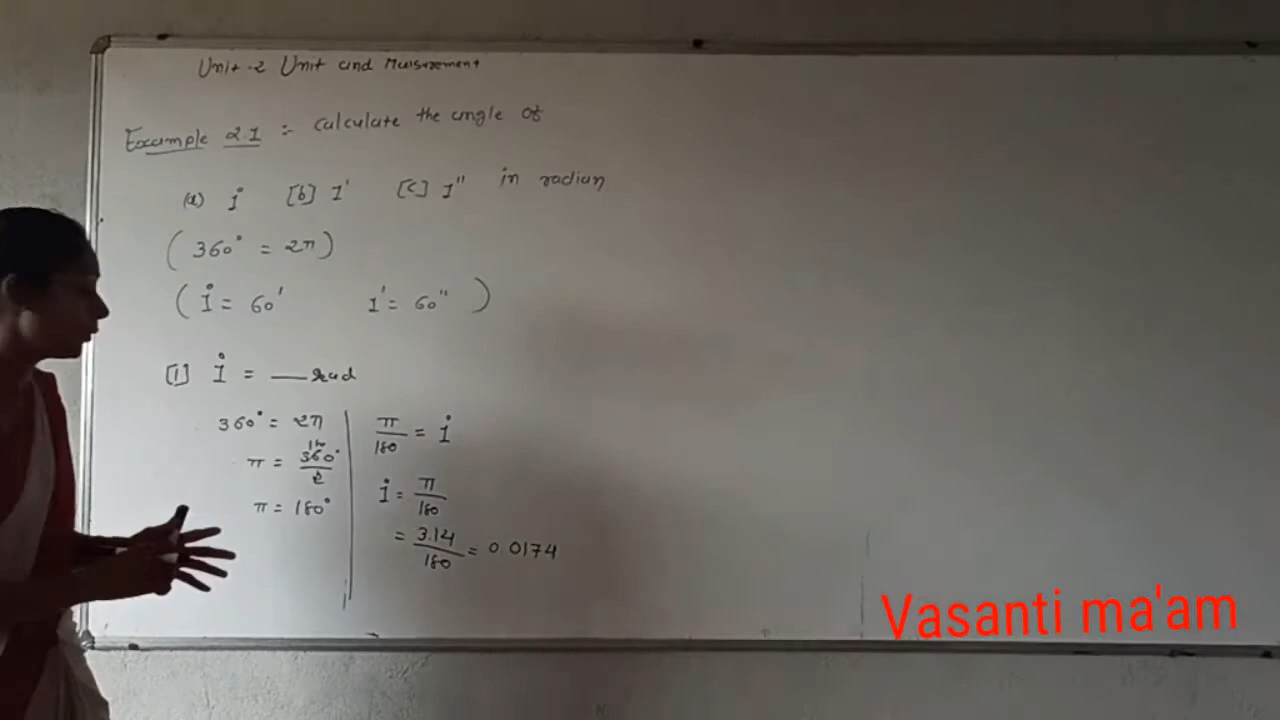 Unit-2 Unit and Mursurement
Example 2.1 :- Calculate the angle of
(a) 1° [b] 1' [c] 1" in radian
(360° = 2π)
(1° = 60' 1' = 60")
[1] 1° = __ rad
360° = 2π
π = 360°/2
π = 180°
π/180 = 1°
1° = π/180
= 3.14/180 = 0.0174
Vasanti ma'am